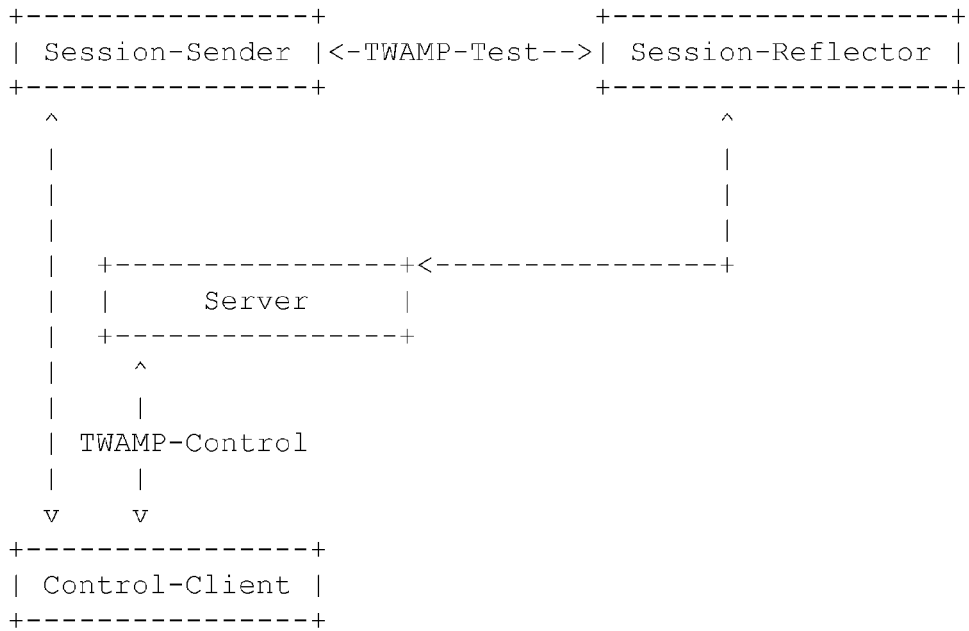 +----------------+               +-------------------+
| Session-Sender |<-TWAMP-Test-->| Session-Reflector |
+----------------+               +-------------------+
  ^                                     ^
  |                                     |
  |                                     |
  |                                     |
  |  +----------------+<----------------+
  |  |     Server     |
  |  +----------------+
  |    ^
  |    |
  | TWAMP-Control
  |    |
  v    v
+----------------+
| Control-Client |
+----------------+